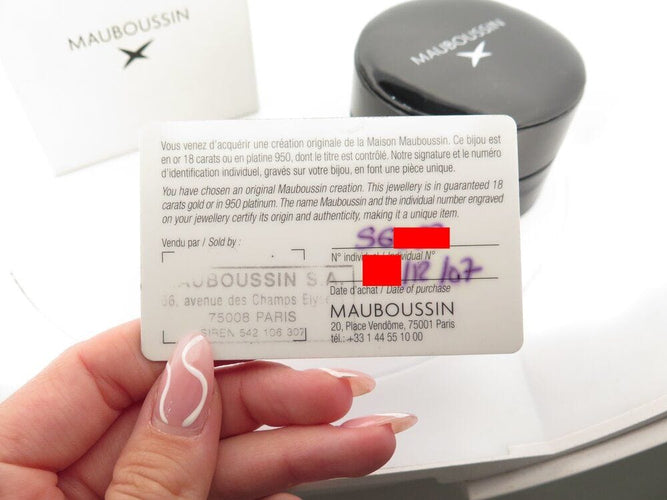 MAUBOUSSIN
MAUBOUSSIN
Vous venez d'acquérir une création originale de la Maison Mauboussin. Ce bijou est
en or 18 carats ou en platine 950, dont le titre est contrôlé. Notre signature et le numéro
d'identification individuel, gravés sur votre bijou, en font une pièce unique.
You have chosen an original Mauboussin creation. This jewellery is in guaranteed 18
carats gold or in 950 platinum. The name Mauboussin and the individual number engraved
on your jewellery certify its origin and authenticity, making it a unique item.
Vendu par / Sold by :
SG
N° individuel / Individual N°
AUBOUSSIN S.A.
66, avenue des Champs Elys
75008 PARIS
SIREN 542 106 307
/12/07
Date d'achat / Date of purchase
MAUBOUSSIN
20, Place Vendôme, 75001 Paris
tél.: +33 1 44 55 10 00